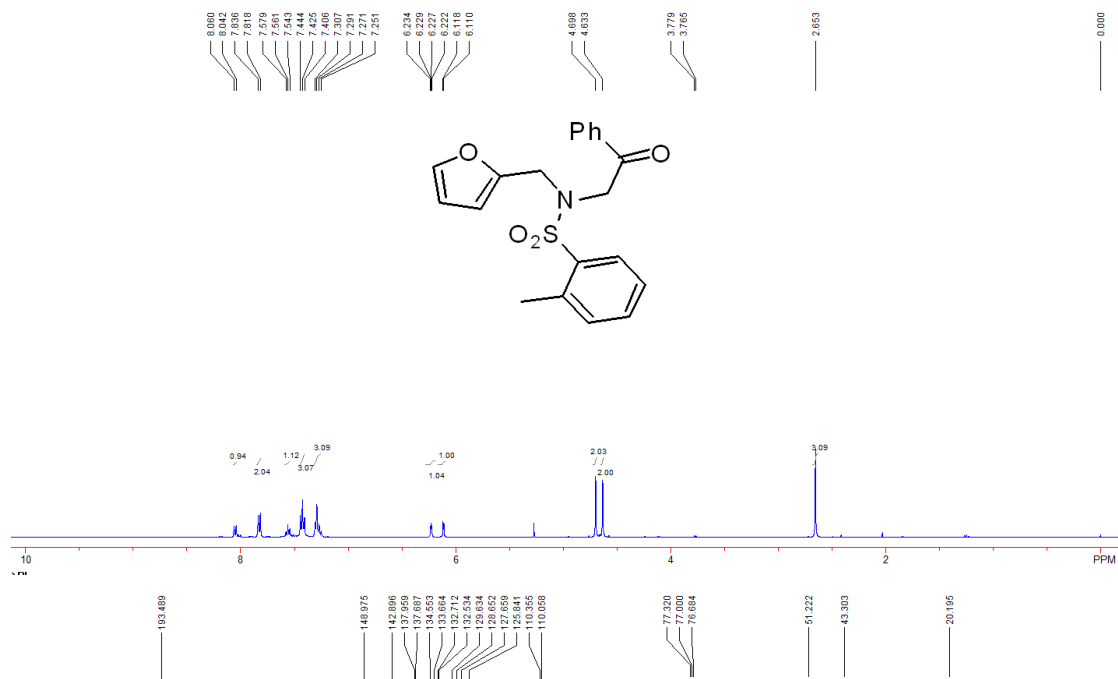 8.060 8.042 7.836 7.818 7.579 7.561 7.543 7.444 7.425 7.406 7.307 7.291 7.271 7.251 6.234 6.229 6.227 6.222 6.118 6.110 4.698 4.633 3.779 3.765 2.653 0.000
Ph
O
O
N
O2S
0.94 2.04 1.12 3.07 3.09 1.04 1.00 2.03 2.00 3.09
10 8 6 4 2 PPM
193.489 148.975 142.896 137.959 137.687 134.553 133.664 132.712 132.534 129.634 128.652 127.659 125.841 110.355 110.058 77.320 77.000 76.684 51.222 43.303 20.195